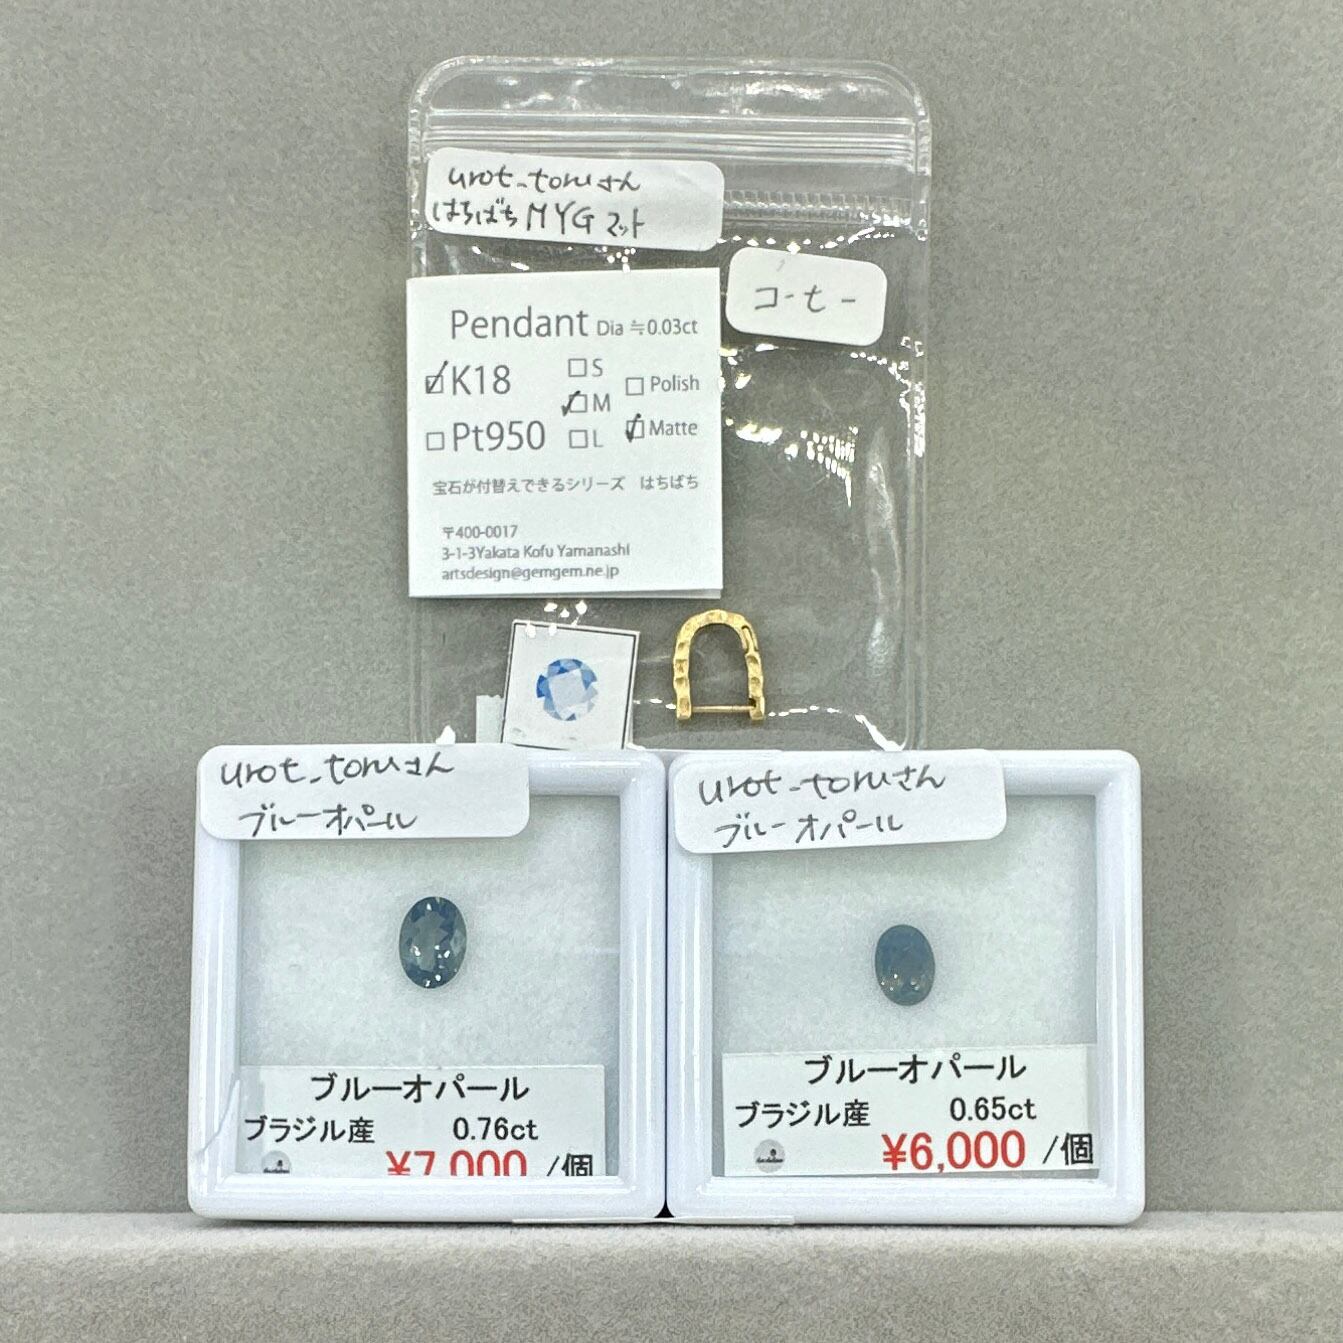 urot_toruさん
はちばちMYGマット
コーヒー
Pendant Dia≒0.03ct
K18
Pt950
S
M
L
Polish
Matte
宝石が付替えできるシリーズ　はちばち
〒400-0017
3-1-3Yakata Kofu Yamanashi
artsdesign@gemgem.ne.jp
urot_toruさん
ブルーオパール
ブルーオパール
ブラジル産 0.76ct
¥7,000 /個
urot_toruさん
ブルーオパール
ブルーオパール
ブラジル産 0.65ct
¥6,000 /個